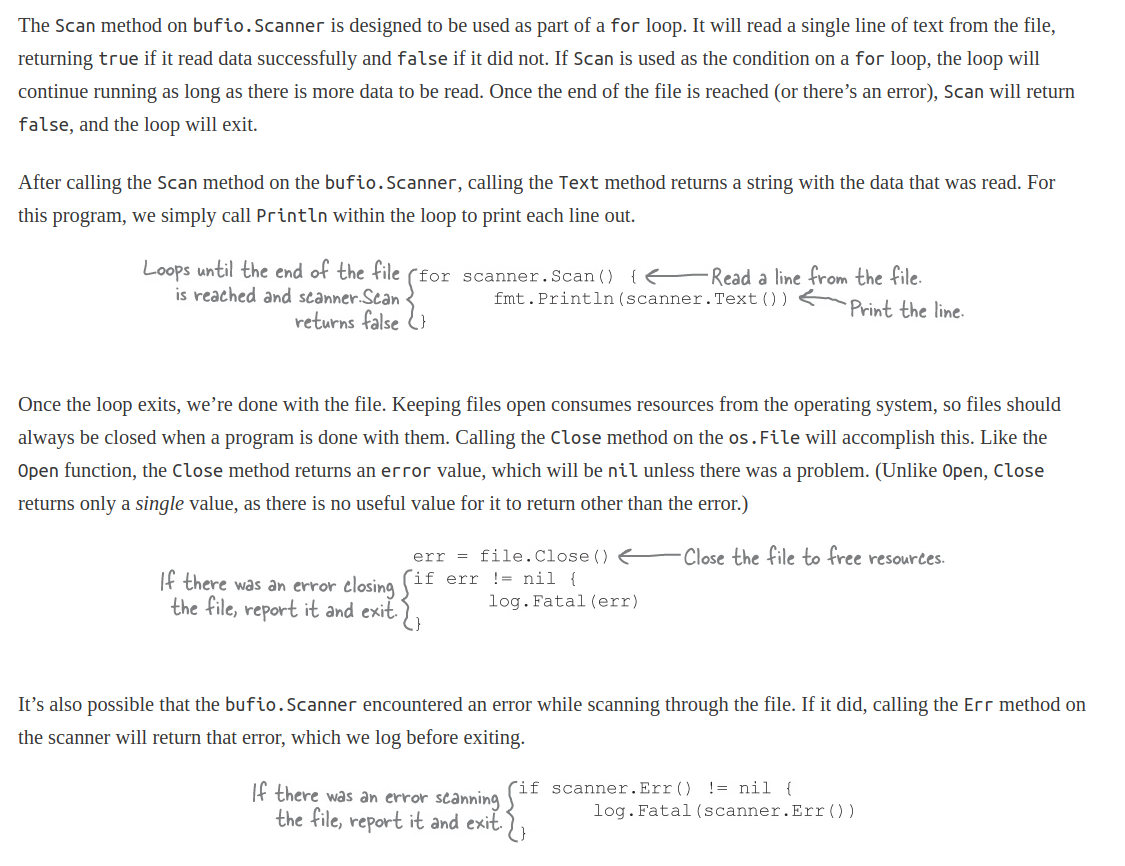 The Scan method on bufio.Scanner is designed to be used as part of a for loop. It will read a single line of text from the file,
returning true if it read data successfully and false if it did not. If Scan is used as the condition on a for loop, the loop will
continue running as long as there is more data to be read. Once the end of the file is reached (or there’s an error), Scan will return
false, and the loop will exit.
After calling the Scan method on the bufio.Scanner, calling the Text method returns a string with the data that was read. For
this program, we simply call Println within the loop to print each line out.
Loops until the end of the file
is reached and scanner.Scan
returns false
for scanner.Scan() {
fmt.Println(scanner.Text())
}
Read a line from the file.
Print the line.
Once the loop exits, we’re done with the file. Keeping files open consumes resources from the operating system, so files should
always be closed when a program is done with them. Calling the Close method on the os.File will accomplish this. Like the
Open function, the Close method returns an error value, which will be nil unless there was a problem. (Unlike Open, Close
returns only a single value, as there is no useful value for it to return other than the error.)
err = file.Close()
Close the file to free resources.
If there was an error closing
the file, report it and exit.
if err != nil {
log.Fatal(err)
}
It’s also possible that the bufio.Scanner encountered an error while scanning through the file. If it did, calling the Err method on
the scanner will return that error, which we log before exiting.
If there was an error scanning
the file, report it and exit.
if scanner.Err() != nil {
log.Fatal(scanner.Err())
}